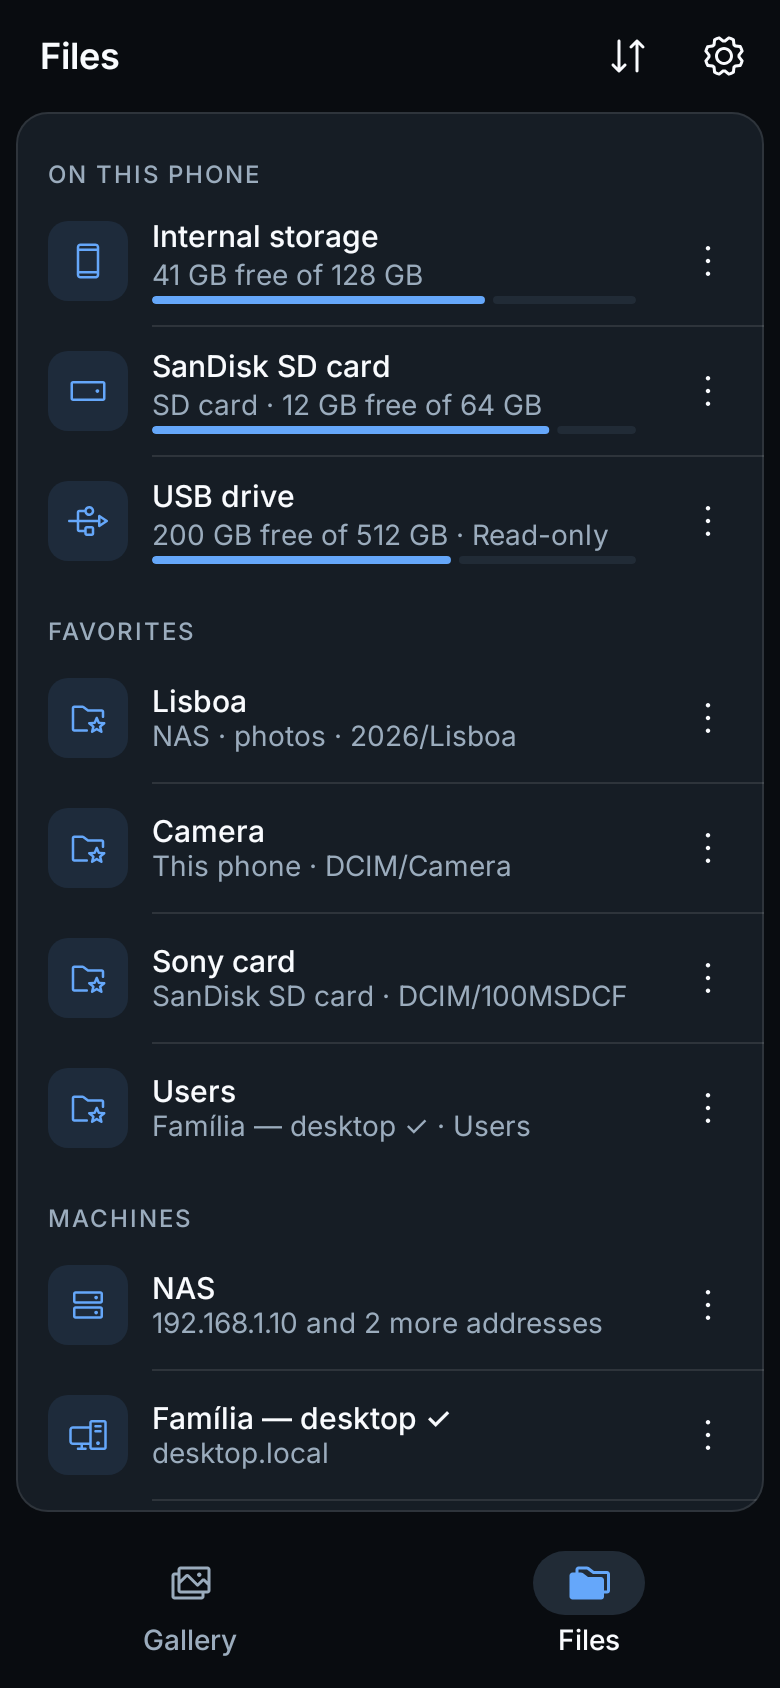 Files
ON THIS PHONE
Internal storage
41 GB free of 128 GB
SanDisk SD card
SD card · 12 GB free of 64 GB
USB drive
200 GB free of 512 GB · Read-only
FAVORITES
Lisboa
NAS · photos · 2026/Lisboa
Camera
This phone · DCIM/Camera
Sony card
SanDisk SD card · DCIM/100MSDCF
Users
Família — desktop ✓ · Users
MACHINES
NAS
192.168.1.10 and 2 more addresses
Família — desktop ✓
desktop.local
Gallery
Files